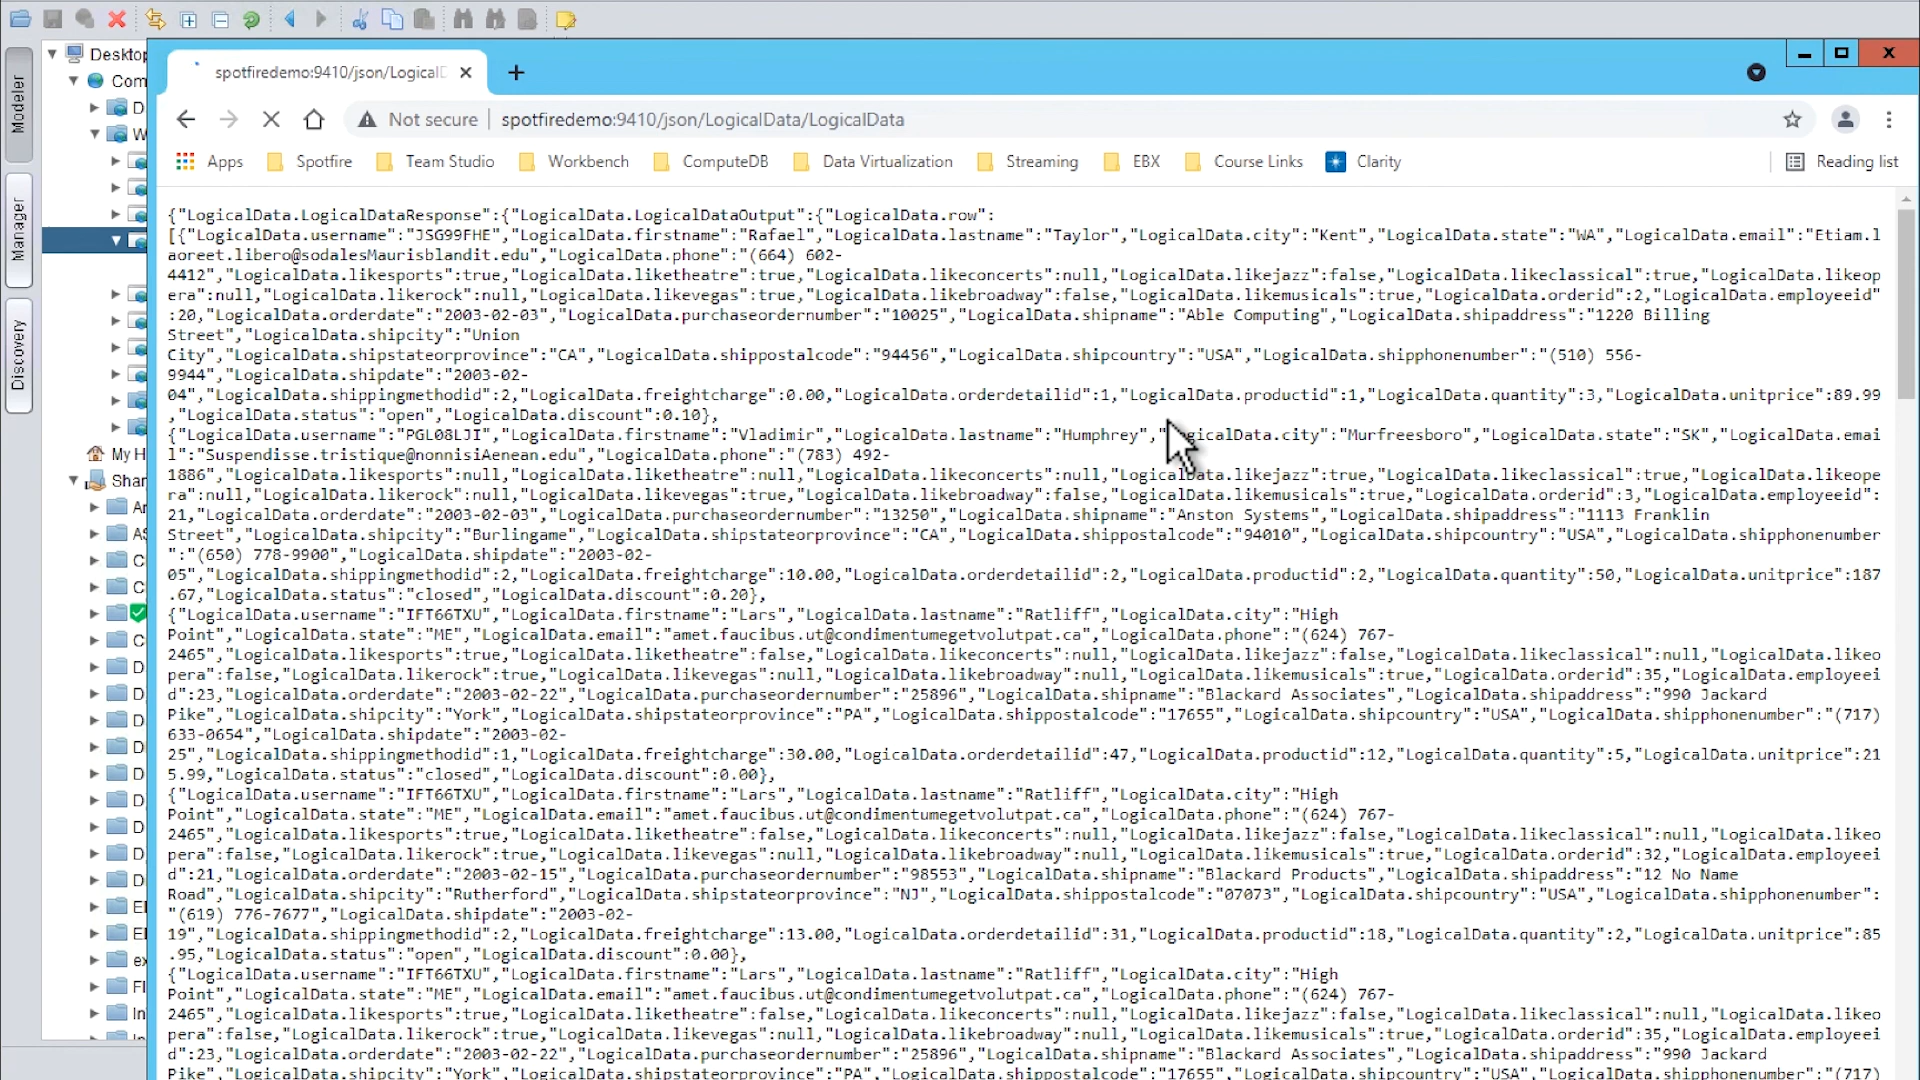 Desktop
spotfiredemo:9410/json/LogicalD
Com
Not secure
spotfiredemo:9410/json/LogicalData/LogicalData
Apps
Spotfire
Team Studio
Workbench
ComputeDB
Data Virtualization
Streaming
EBX
Course Links
Clarity
Reading list
Modeler
Manager
Discovery
My H
Shar
{"LogicalData.LogicalDataResponse":{"LogicalData.LogicalDataOutput":{"LogicalData.row":
[{"LogicalData.username":"JSG99FHE","LogicalData.firstname":"Rafael","LogicalData.lastname":"Taylor","LogicalData.city":"Kent","LogicalData.state":"WA","LogicalData.email":"Etiam.l
aoreet.libero@sodalesMaurisblandit.edu","LogicalData.phone":"(664) 602-
4412","LogicalData.likesports":true,"LogicalData.liketheatre":true,"LogicalData.likeconcerts":null,"LogicalData.likejazz":false,"LogicalData.likeclassical":true,"LogicalData.likeop
era":null,"LogicalData.likerock":null,"LogicalData.likevegas":true,"LogicalData.likebroadway":false,"LogicalData.likemusicals":true,"LogicalData.orderid":2,"LogicalData.employeeid"
:20,"LogicalData.orderdate":"2003-02-03","LogicalData.purchaseordernumber":"10025","LogicalData.shipname":"Able Computing","LogicalData.shipaddress":"1220 Billing
Street","LogicalData.shipcity":"Union
City","LogicalData.shipstateorprovince":"CA","LogicalData.shippostalcode":"94456","LogicalData.shipcountry":"USA","LogicalData.shipphonenumber":"(510) 556-
9944","LogicalData.shipdate":"2003-02-
04","LogicalData.shippingmethodid":2,"LogicalData.freightcharge":0.00,"LogicalData.orderdetailid":1,"LogicalData.productid":1,"LogicalData.quantity":3,"LogicalData.unitprice":89.99
,"LogicalData.status":"open","LogicalData.discount":0.10},
{"LogicalData.username":"PGL08LJI","LogicalData.firstname":"Vladimir","LogicalData.lastname":"Humphrey","LogicalData.city":"Murfreesboro","LogicalData.state":"SK","LogicalData.emai
l":"Suspendisse.tristique@nonnisiAenean.edu","LogicalData.phone":"(783) 492-
1886","LogicalData.likesports":null,"LogicalData.liketheatre":null,"LogicalData.likeconcerts":null,"LogicalData.likejazz":true,"LogicalData.likeclassical":true,"LogicalData.likeope
ra":null,"LogicalData.likerock":null,"LogicalData.likevegas":true,"LogicalData.likebroadway":false,"LogicalData.likemusicals":true,"LogicalData.orderid":3,"LogicalData.employeeid":
21,"LogicalData.orderdate":"2003-02-03","LogicalData.purchaseordernumber":"13250","LogicalData.shipname":"Anston Systems","LogicalData.shipaddress":"1113 Franklin
Street","LogicalData.shipcity":"Burlingame","LogicalData.shipstateorprovince":"CA","LogicalData.shippostalcode":"94010","LogicalData.shipcountry":"USA","LogicalData.shipphonenumber
":"(650) 778-9900","LogicalData.shipdate":"2003-02-
05","LogicalData.shippingmethodid":2,"LogicalData.freightcharge":10.00,"LogicalData.orderdetailid":2,"LogicalData.productid":2,"LogicalData.quantity":50,"LogicalData.unitprice":187
.67,"LogicalData.status":"closed","LogicalData.discount":0.20},
{"LogicalData.username":"IFT66TXU","LogicalData.firstname":"Lars","LogicalData.lastname":"Ratliff","LogicalData.city":"High
Point","LogicalData.state":"ME","LogicalData.email":"amet.faucibus.ut@condimentumegetvolutpat.ca","LogicalData.phone":"(624) 767-
2465","LogicalData.likesports":true,"LogicalData.liketheatre":false,"LogicalData.likeconcerts":null,"LogicalData.likejazz":false,"LogicalData.likeclassical":null,"LogicalData.likeo
pera":false,"LogicalData.likerock":true,"LogicalData.likevegas":null,"LogicalData.likebroadway":null,"LogicalData.likemusicals":true,"LogicalData.orderid":35,"LogicalData.employeei
d":23,"LogicalData.orderdate":"2003-02-22","LogicalData.purchaseordernumber":"25896","LogicalData.shipname":"Blackard Associates","LogicalData.shipaddress":"990 Jackard
Pike","LogicalData.shipcity":"York","LogicalData.shipstateorprovince":"PA","LogicalData.shippostalcode":"17655","LogicalData.shipcountry":"USA","LogicalData.shipphonenumber":"(717)
633-0654","LogicalData.shipdate":"2003-02-
25","LogicalData.shippingmethodid":1,"LogicalData.freightcharge":30.00,"LogicalData.orderdetailid":47,"LogicalData.productid":12,"LogicalData.quantity":5,"LogicalData.unitprice":21
5.99,"LogicalData.status":"closed","LogicalData.discount":0.00},
{"LogicalData.username":"IFT66TXU","LogicalData.firstname":"Lars","LogicalData.lastname":"Ratliff","LogicalData.city":"High
Point","LogicalData.state":"ME","LogicalData.email":"amet.faucibus.ut@condimentumegetvolutpat.ca","LogicalData.phone":"(624) 767-
2465","LogicalData.likesports":true,"LogicalData.liketheatre":false,"LogicalData.likeconcerts":null,"LogicalData.likejazz":false,"LogicalData.likeclassical":null,"LogicalData.likeo
pera":false,"LogicalData.likerock":true,"LogicalData.likevegas":null,"LogicalData.likebroadway":null,"LogicalData.likemusicals":true,"LogicalData.orderid":32,"LogicalData.employeei
d":21,"LogicalData.orderdate":"2003-02-15","LogicalData.purchaseordernumber":"98553","LogicalData.shipname":"Blackard Products","LogicalData.shipaddress":"12 No Name
Road","LogicalData.shipcity":"Rutherford","LogicalData.shipstateorprovince":"NJ","LogicalData.shippostalcode":"07073","LogicalData.shipcountry":"USA","LogicalData.shipphonenumber":
"(619) 776-7677","LogicalData.shipdate":"2003-02-
19","LogicalData.shippingmethodid":2,"LogicalData.freightcharge":13.00,"LogicalData.orderdetailid":31,"LogicalData.productid":18,"LogicalData.quantity":2,"LogicalData.unitprice":85
.95,"LogicalData.status":"open","LogicalData.discount":0.00},
{"LogicalData.username":"IFT66TXU","LogicalData.firstname":"Lars","LogicalData.lastname":"Ratliff","LogicalData.city":"High
Point","LogicalData.state":"ME","LogicalData.email":"amet.faucibus.ut@condimentumegetvolutpat.ca","LogicalData.phone":"(624) 767-
2465","LogicalData.likesports":true,"LogicalData.liketheatre":false,"LogicalData.likeconcerts":null,"LogicalData.likejazz":false,"LogicalData.likeclassical":null,"LogicalData.likeo
pera":false,"LogicalData.likerock":true,"LogicalData.likevegas":null,"LogicalData.likebroadway":null,"LogicalData.likemusicals":true,"LogicalData.orderid":35,"LogicalData.employeei
d":23,"LogicalData.orderdate":"2003-02-22","LogicalData.purchaseordernumber":"25896","LogicalData.shipname":"Blackard Associates","LogicalData.shipaddress":"990 Jackard
Pike","LogicalData.shipcity":"York","LogicalData.shipstateorprovince":"PA","LogicalData.shippostalcode":"17655","LogicalData.shipcountry":"USA","LogicalData.shipphonenumber":"(717)